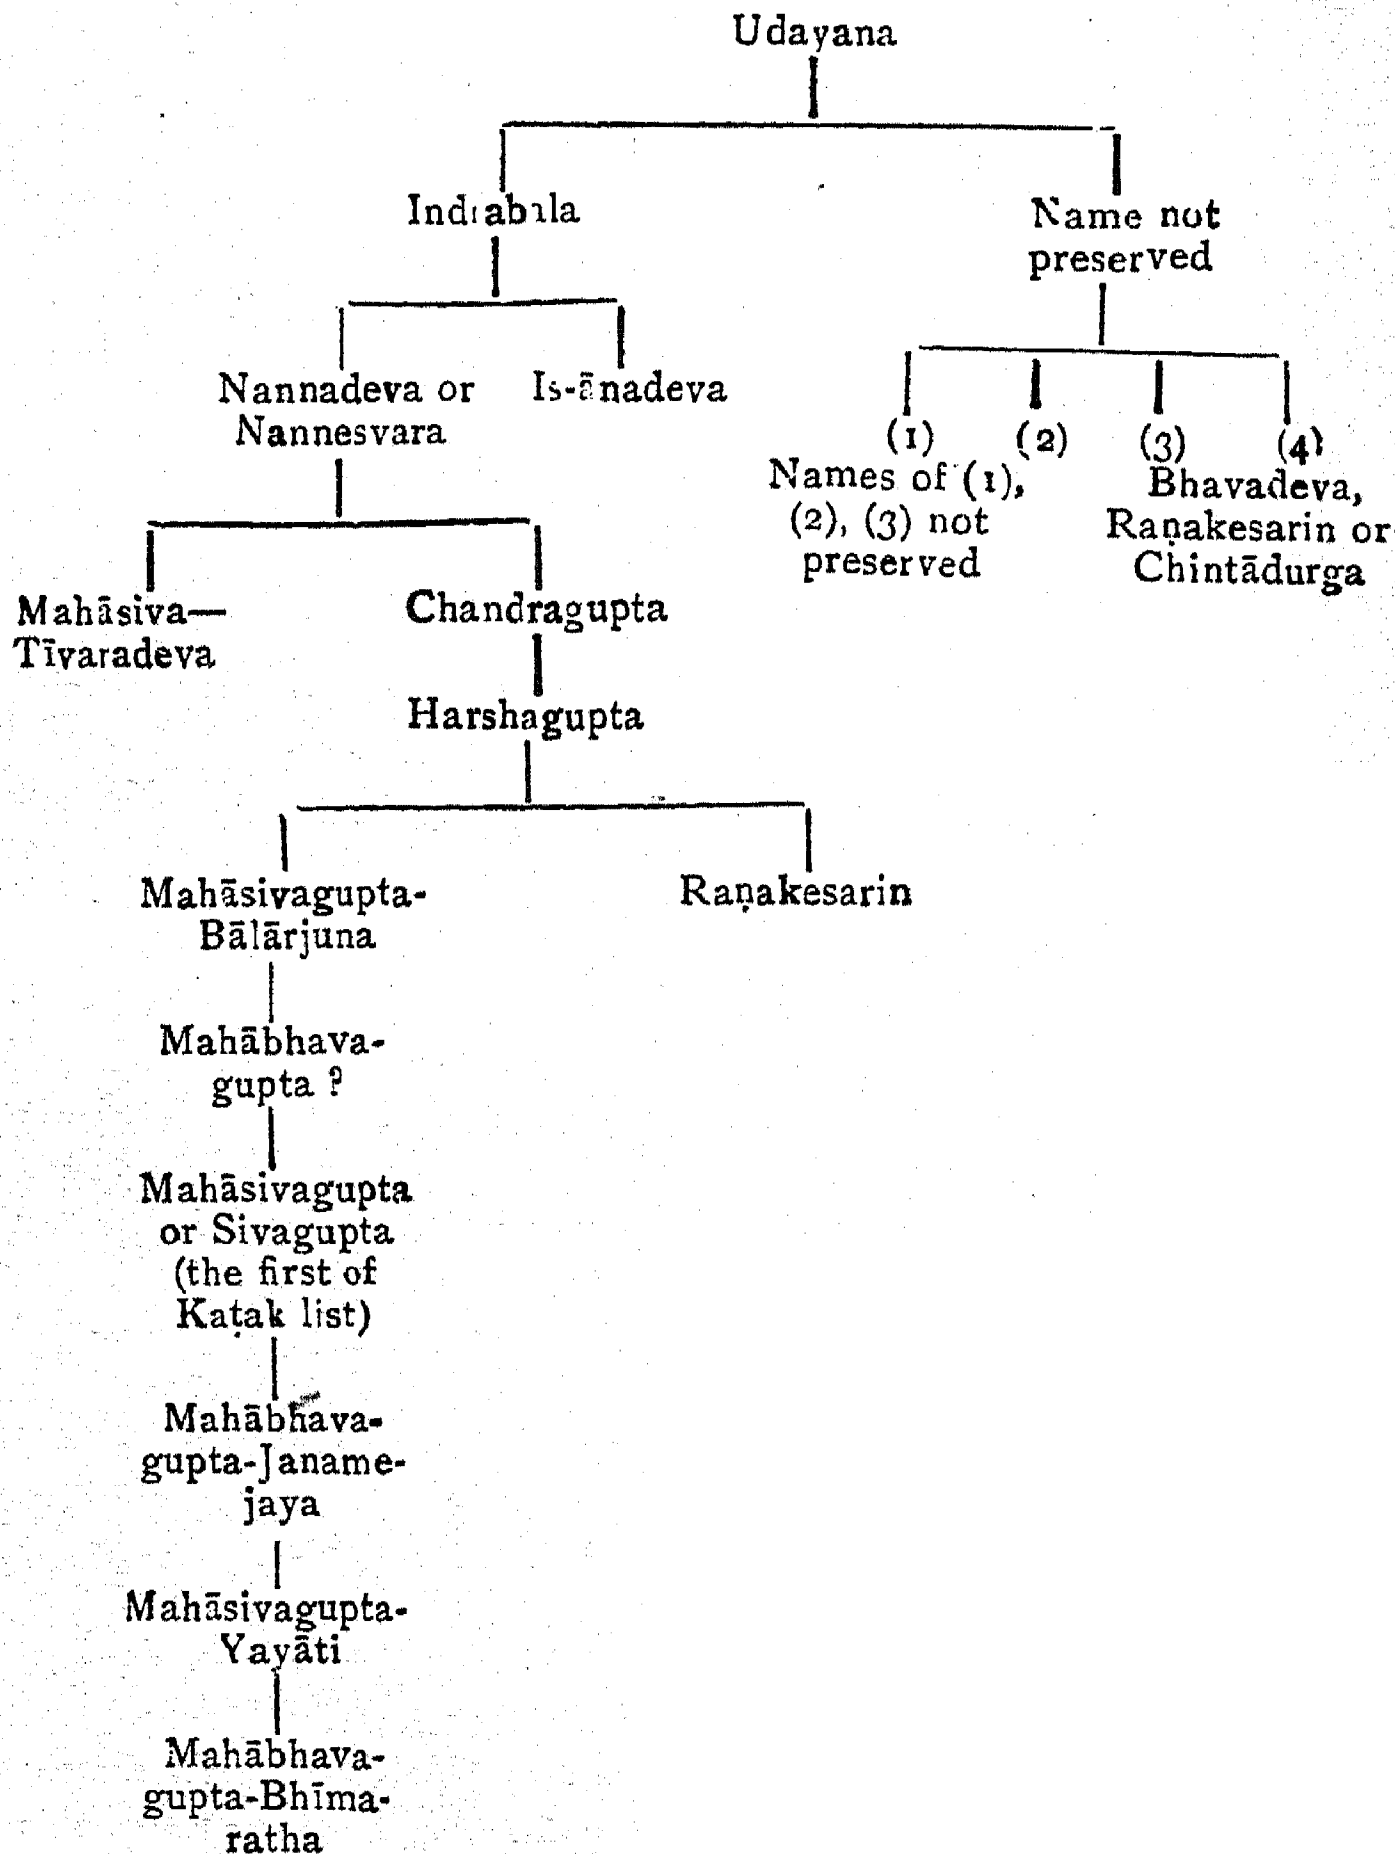 Udayana
Indrabala
Name not
preserved
Nannadeva or
Nannesvara
Is-ānadeva
(1) (2) (3) (4)
Names of (1),
(2), (3) not
preserved
Bhavadeva,
Raṇakesarin or
Chintādurga
Mahāsiva—
Tīvaradeva
Chandragupta
Harshagupta
Mahāsivagupta-
Bālārjuna
Raṇakesarin
Mahābhava-
gupta ?
Mahāsivagupta
or Sivagupta
(the first of
Kaṭak list)
Mahābhava-
gupta-Janame-
jaya
Mahāsivagupta-
Yayāti
Mahābhava-
gupta-Bhīma-
ratha